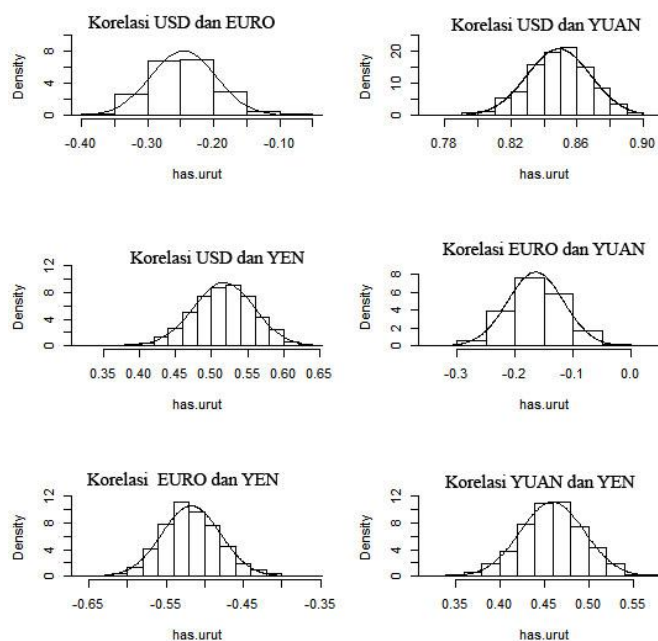 Korelasi USD dan EURO
Density
0 4 8
-0.40 -0.30 -0.20 -0.10
has.urut
Korelasi USD dan YUAN
Density
0 10 20
0.78 0.82 0.86 0.90
has.urut
Korelasi USD dan YEN
Density
0 4 8 12
0.35 0.40 0.45 0.50 0.55 0.60 0.65
has.urut
Korelasi EURO dan YUAN
Density
0 2 4 6 8
-0.3 -0.2 -0.1 0.0
has.urut
Korelasi EURO dan YEN
Density
0 4 8 12
-0.65 -0.55 -0.45 -0.35
has.urut
Korelasi YUAN dan YEN
Density
0 4 8 12
0.35 0.40 0.45 0.50 0.55
has.urut